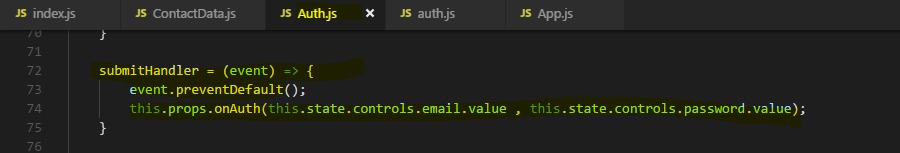 JS index.js JS ContactData.js JS Auth.js × JS auth.js JS App.js
70 }
71
72 submitHandler = (event) => {
73 event.preventDefault();
74 this.props.onAuth(this.state.controls.email.value , this.state.controls.password.value);
75 }
76